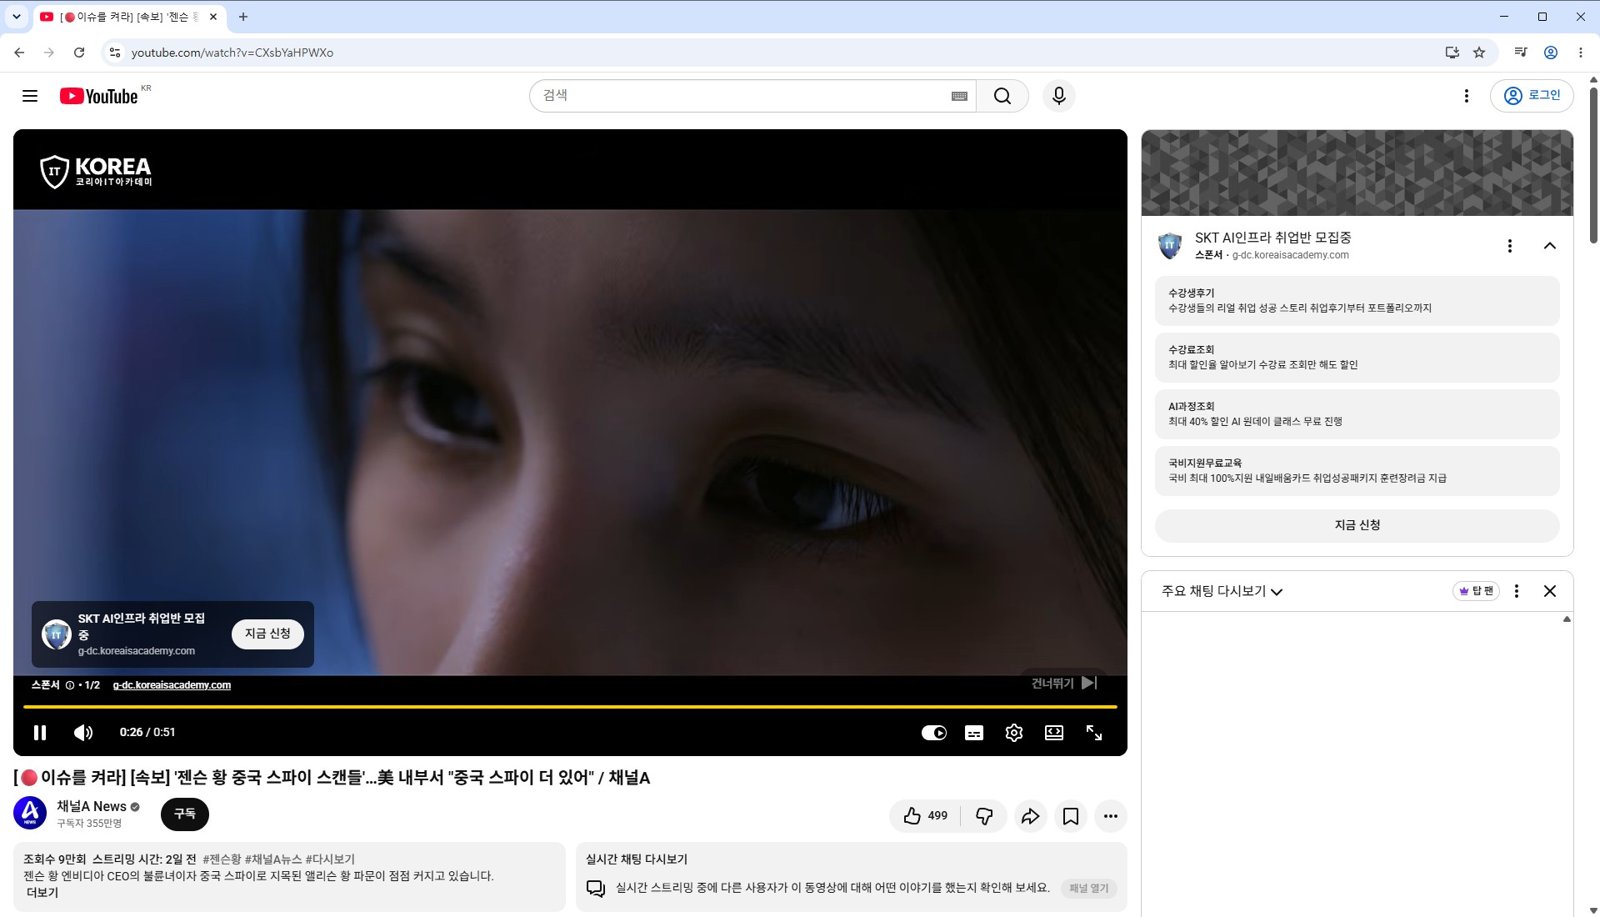 [🔴이슈를 켜라] [속보] '젠슨 황
youtube.com/watch?v=CXsbYaHPWXo
YouTube KR
검색
로그인
IT KOREA
코리아IT아카데미
SKT AI인프라 취업반 모집
중
g-dc.koreaisacademy.com
지금 신청
스폰서 • 1/2 g-dc.koreaisacademy.com
건너뛰기
0:26 / 0:51
SKT AI인프라 취업반 모집중
스폰서 · g-dc.koreaisacademy.com
수강생후기
수강생들의 리얼 취업 성공 스토리 취업후기부터 포트폴리오까지
수강료조회
최대 할인율 알아보기 수강료 조회만 해도 할인
AI과정조회
최대 40% 할인 AI 원데이 클래스 무료 진행
국비지원무료교육
국비 최대 100%지원 내일배움카드 취업성공패키지 훈련장려금 지급
지금 신청
주요 채팅 다시보기
탑 팬
[🔴이슈를 켜라] [속보] '젠슨 황 중국 스파이 스캔들'...美 내부서 "중국 스파이 더 있어" / 채널A
채널A News
구독자 355만명
구독
499
조회수 9만회 스트리밍 시간: 2일 전 #젠슨황 #채널A뉴스 #다시보기
젠슨 황 엔비디아 CEO의 불륜녀이자 중국 스파이로 지목된 앨리슨 황 파문이 점점 커지고 있습니다.
더보기
실시간 채팅 다시보기
실시간 스트리밍 중에 다른 사용자가 이 동영상에 대해 어떤 이야기를 했는지 확인해 보세요.
패널 열기